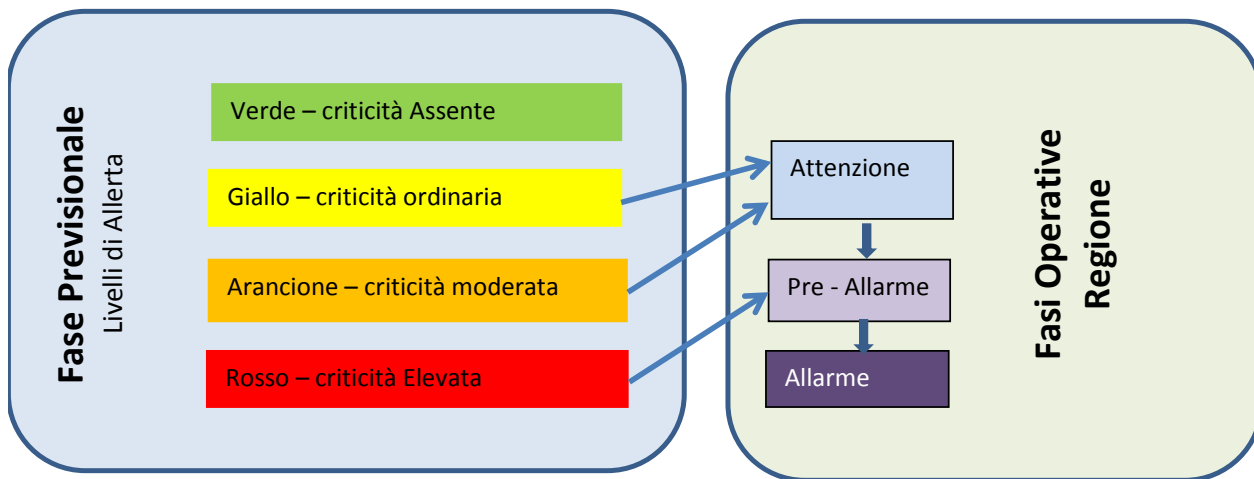 Fase Previsionale
Livelli di Allerta
Verde – criticità Assente
Giallo – criticità ordinaria
Arancione – criticità moderata
Rosso – criticità Elevata
Attenzione
Pre - Allarme
Allarme
Fasi Operative
Regione